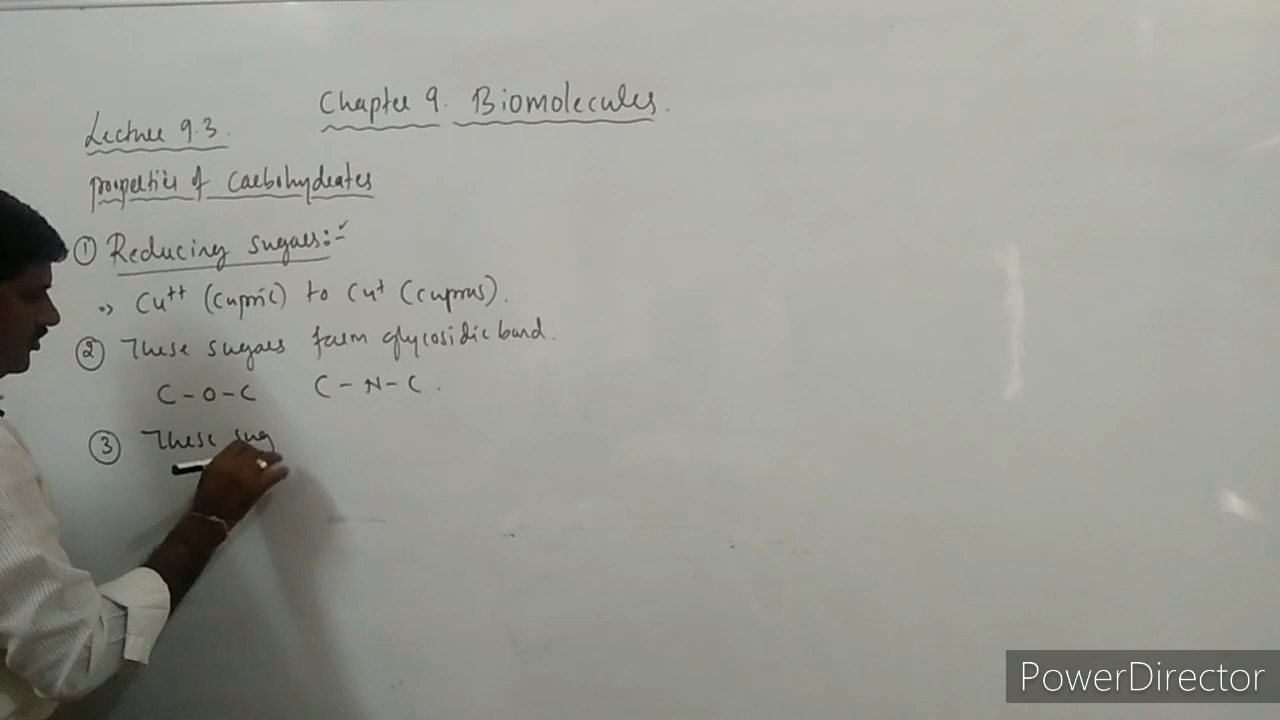 Chapter 9. Biomolecules.
Lecture 9.3.
properties of Carbohydrates
① Reducing sugars:-
=> Cu++ (Cupric) to Cu+ (Cuprous).
② These sugars form glycosidic bond.
C-O-C C-N-C.
③ These sug
PowerDirector